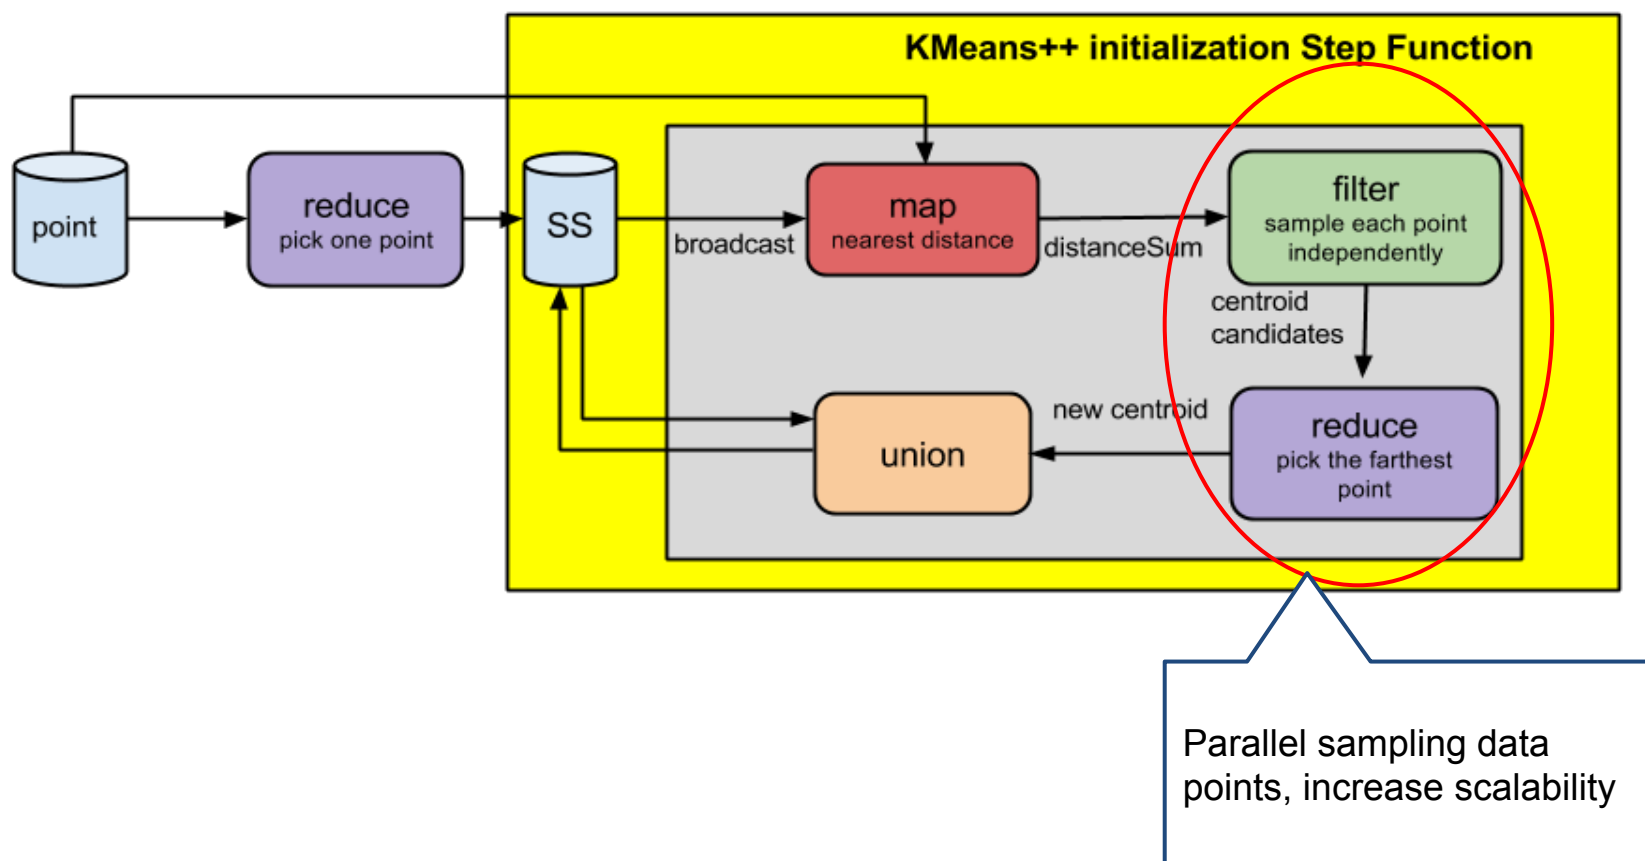 KMeans++ initialization Step Function
point
reduce
pick one point
SS
broadcast
map
nearest distance
distanceSum
filter
sample each point
independently
centroid
candidates
reduce
pick the farthest
point
new centroid
union
Parallel sampling data
points, increase scalability